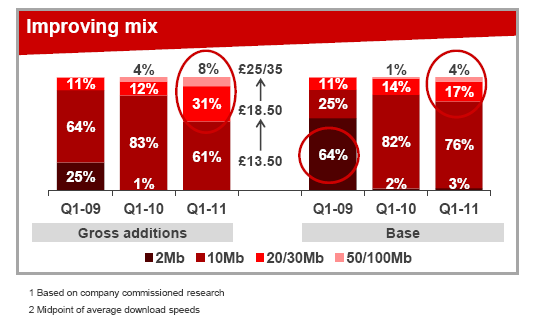 Improving mix
4% 8% £25/35 1% 4%
11% 12% 31% 11% 14% 17%
£18.50
64% 83% 61% 25% 82% 76%
£13.50
25% 1% 64% 2% 3%
Q1-09 Q1-10 Q1-11 Q1-09 Q1-10 Q1-11
Gross additions Base
2Mb 10Mb 20/30Mb 50/100Mb
1 Based on company commissioned research
2 Midpoint of average download speeds